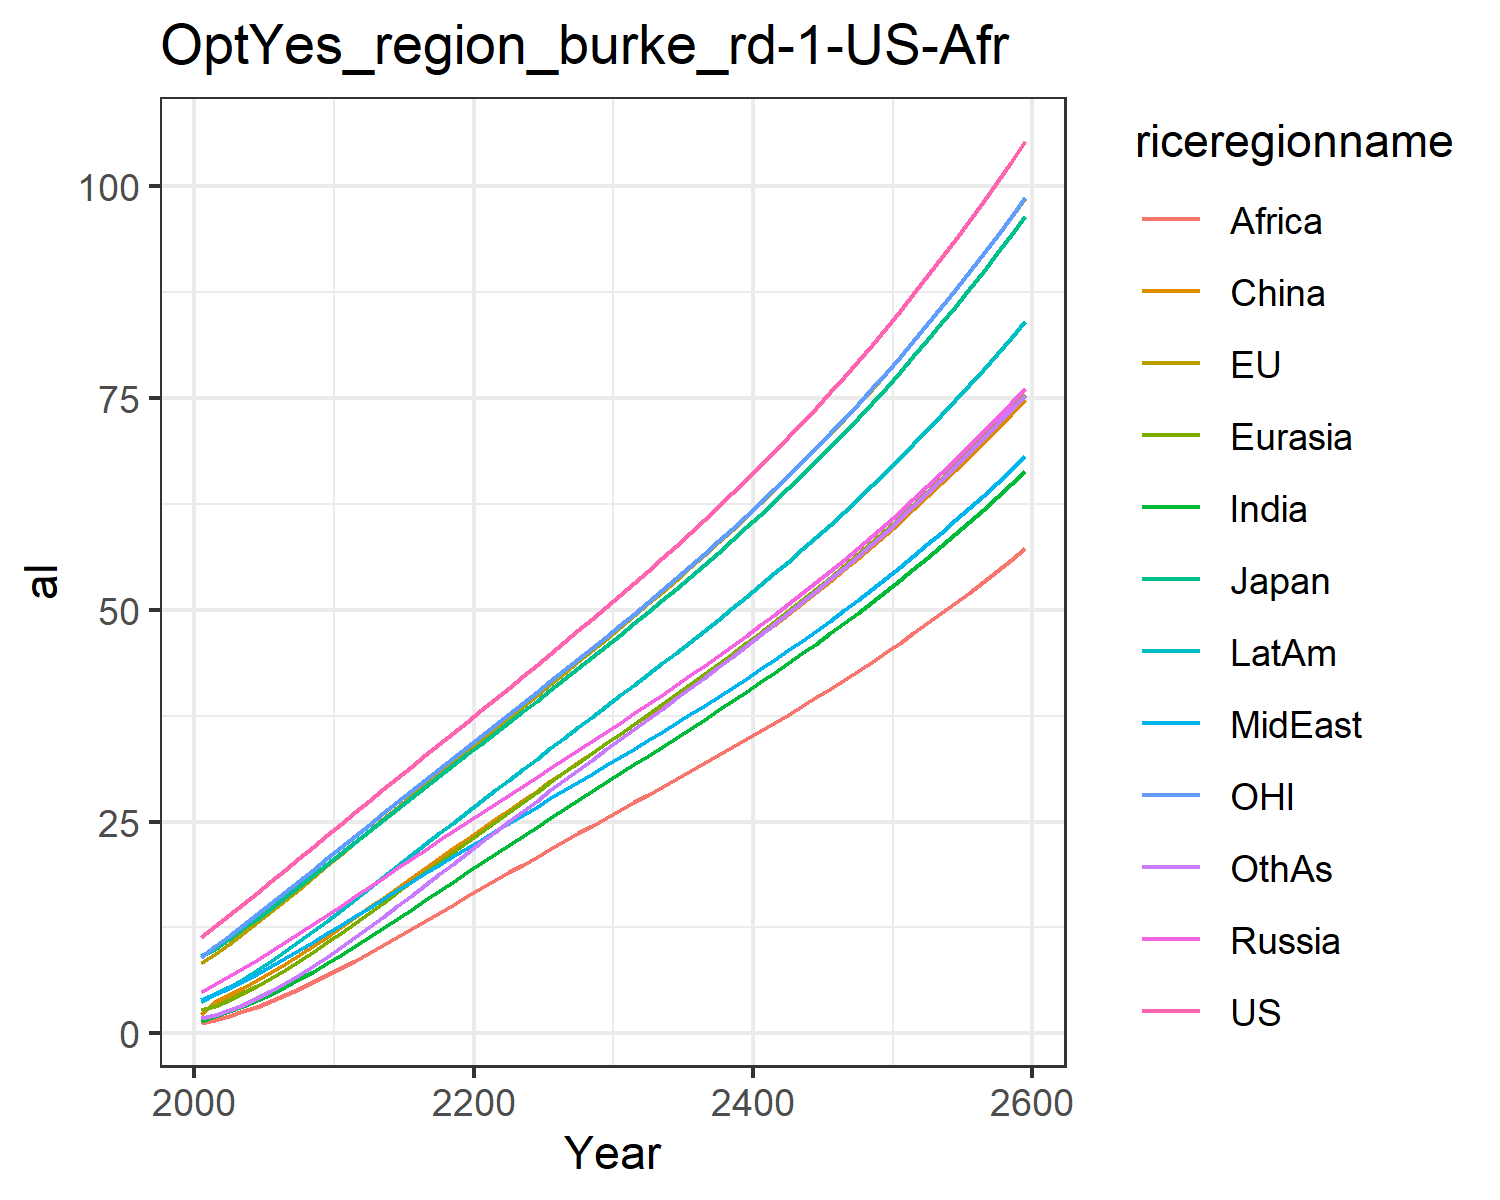 OptYes_region_burke_rd-1-US-Afr
100
75
50
25
0
al
2000 2200 2400 2600
Year
riceregionname
Africa
China
EU
Eurasia
India
Japan
LatAm
MidEast
OHI
OthAs
Russia
US